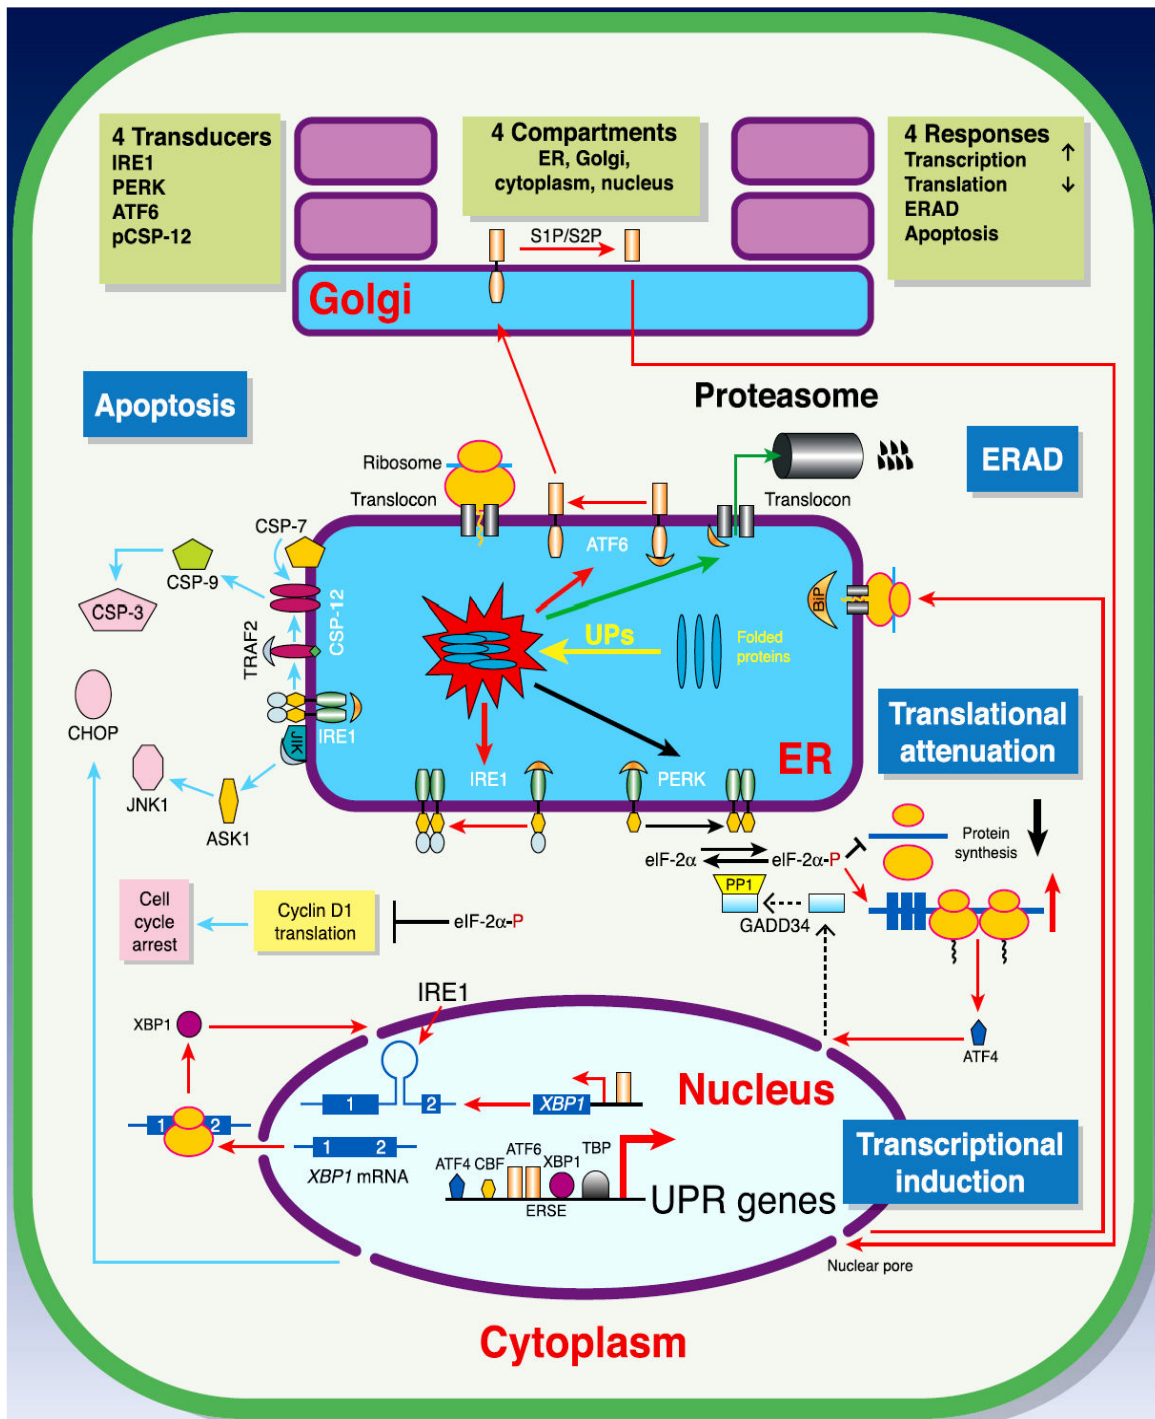 4 Transducers
IRE1
PERK
ATF6
pCSP-12
4 Compartments
ER, Golgi,
cytoplasm, nucleus
4 Responses
Transcription ↑
Translation ↓
ERAD
Apoptosis
S1P/S2P
Golgi
Apoptosis
Proteasome
ERAD
Ribosome
Translocon
Translocon
ATF6
CSP-7
CSP-9
CSP-3
CSP-12
TRAF2
BiP
UPs
Folded
proteins
CHOP
JIK
IRE1
JNK1
ASK1
IRE1
PERK
ER
Translational
attenuation
eIF-2α
eIF-2α-P
Protein
synthesis
PP1
GADD34
Cell
cycle
arrest
Cyclin D1
translation
eIF-2α-P
ATF4
IRE1
XBP1
1
2
XBP1
Nucleus
1 2
1 2
XBP1 mRNA
ATF4
CBF
ATF6
XBP1
TBP
ERSE
UPR genes
Transcriptional
induction
Nuclear pore
Cytoplasm